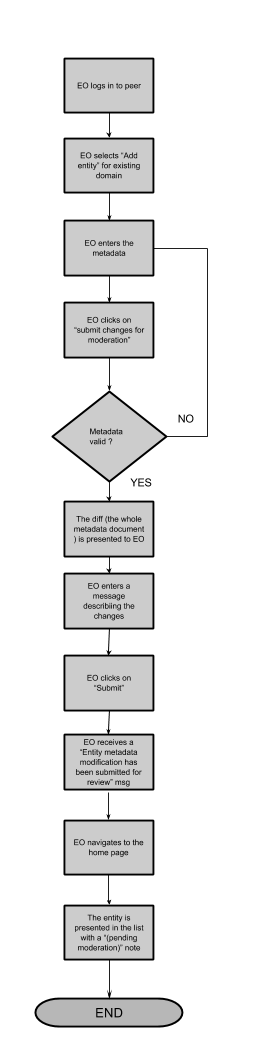 EO logs in to peer
EO selects “Add
entity” for existing
domain
EO enters the
metadata
EO clicks on
“submit changes for
moderation”
Metadata
valid ?
NO
YES
The diff (the whole
metadata document
) is presented to EO
EO enters a
message
describiing the
changes
EO clicks on
“Submit”
EO receives a
“Entity metadata
modification has
been submitted for
review” msg
EO navigates to the
home page
The entity is
presented in the list
with a “(pending
moderation)” note
END